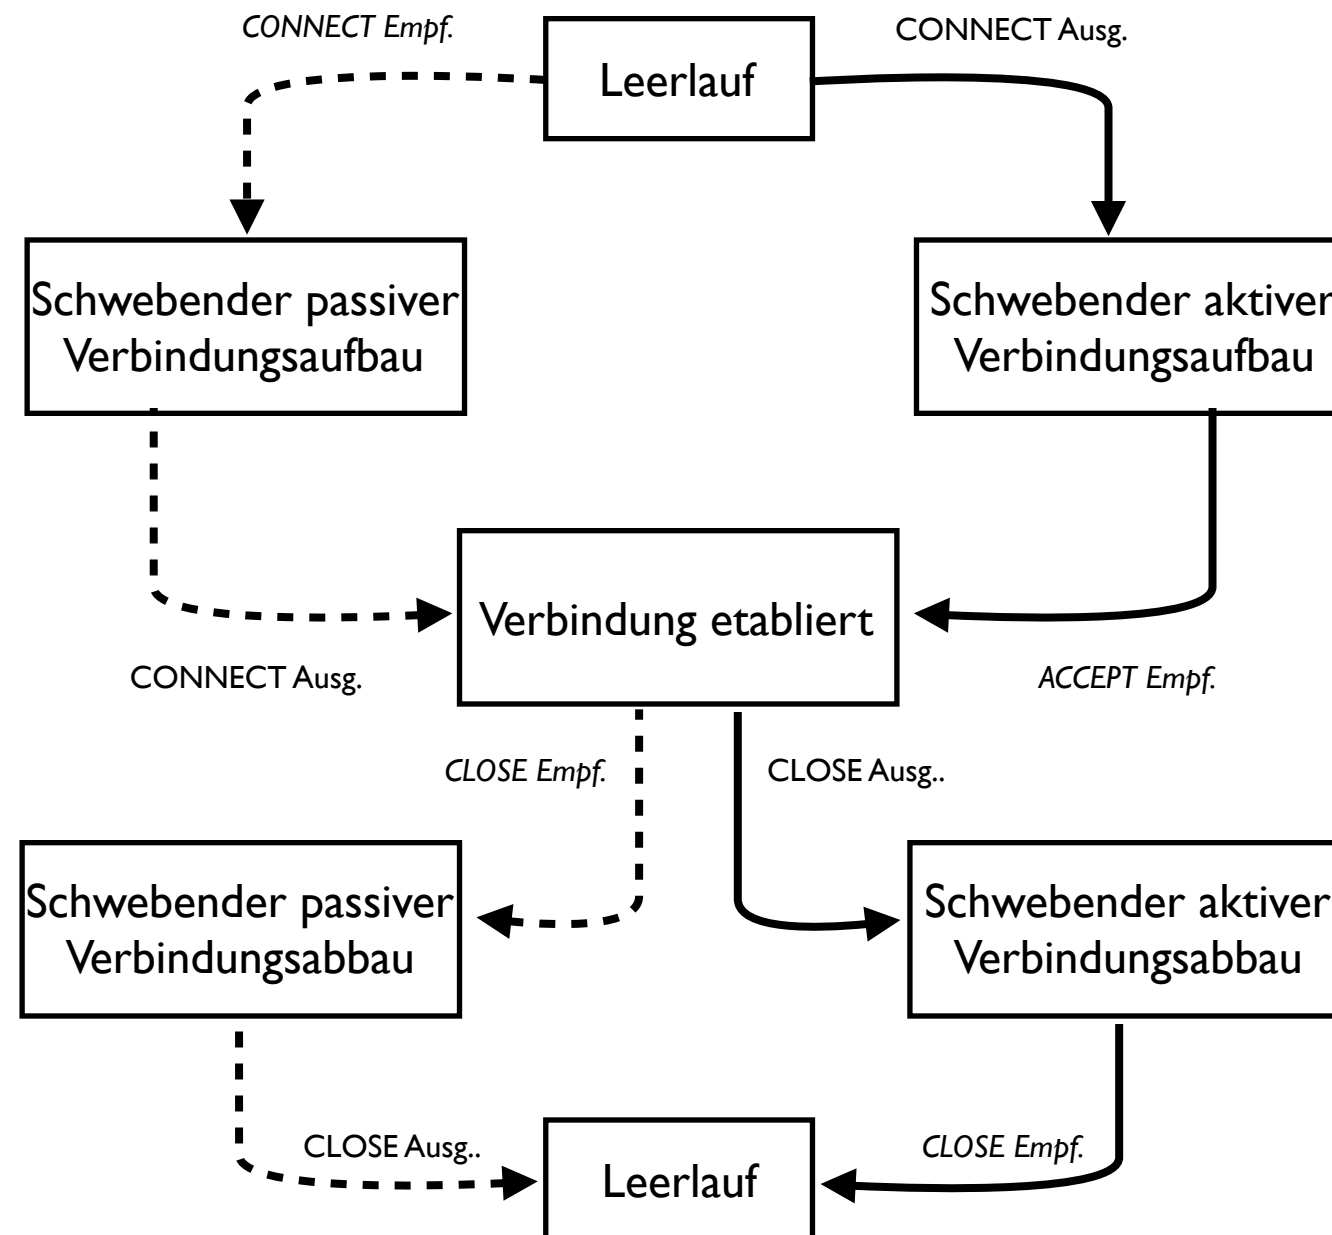 CONNECT Empf.
Leerlauf
CONNECT Ausg.
Schwebender passiver
Verbindungsaufbau
Schwebender aktiver
Verbindungsaufbau
Verbindung etabliert
CONNECT Ausg.
ACCEPT Empf.
CLOSE Empf.
CLOSE Ausg..
Schwebender passiver
Verbindungsabbau
Schwebender aktiver
Verbindungsabbau
CLOSE Ausg..
Leerlauf
CLOSE Empf.